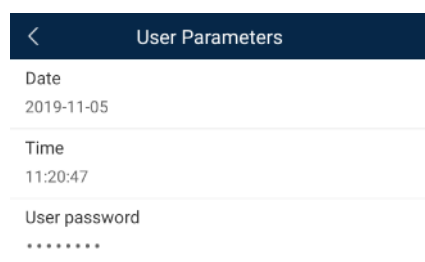 User Parameters
Date
2019-11-05
Time
11:20:47
User password
••••••••